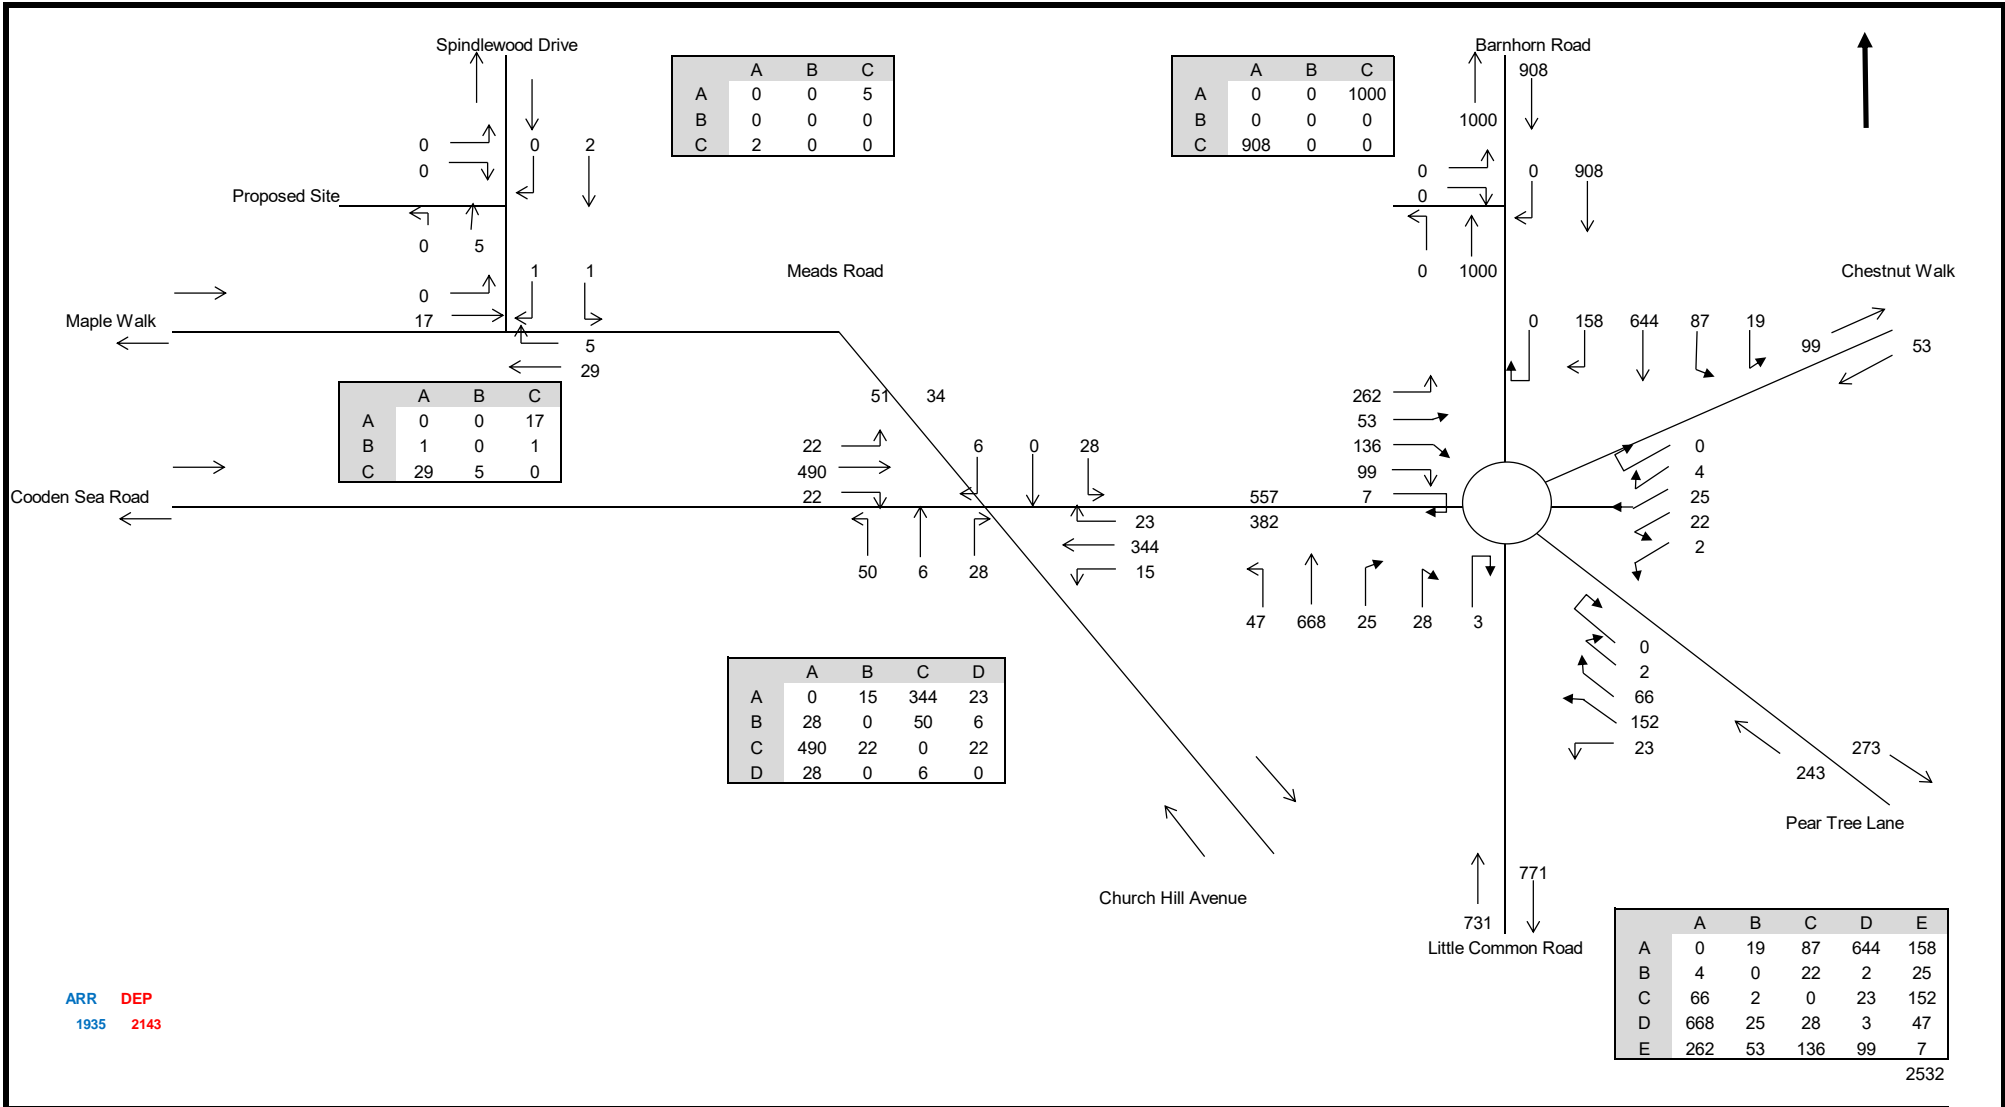 Spindlewood Drive
Barnhorn Road
A B C
A 0 0 5
B 0 0 0
C 2 0 0
A B C
A 0 0 1000
B 0 0 0
C 908 0 0
908
1000
0 0 2
0
Proposed Site
0 5
0 0 908
0
0 1000
Meads Road
Chestnut Walk
1 1
0
17
Maple Walk
5
29
0 158 644 87 19
99 53
A B C
A 0 0 17
B 1 0 1
C 29 5 0
51 34
262
53
136
99
7
22
490
22
6 0 28
Cooden Sea Road
557
382
23
344
15
50 6 28
0
4
25
22
2
47 668 25 28 3
0
2
66
152
23
A B C D
A 0 15 344 23
B 28 0 50 6
C 490 22 0 22
D 28 0 6 0
273
243
Pear Tree Lane
Church Hill Avenue
771
731
Little Common Road
A B C D E
A 0 19 87 644 158
B 4 0 22 2 25
C 66 2 0 23 152
D 668 25 28 3 47
E 262 53 136 99 7
2532
ARR DEP
1935 2143